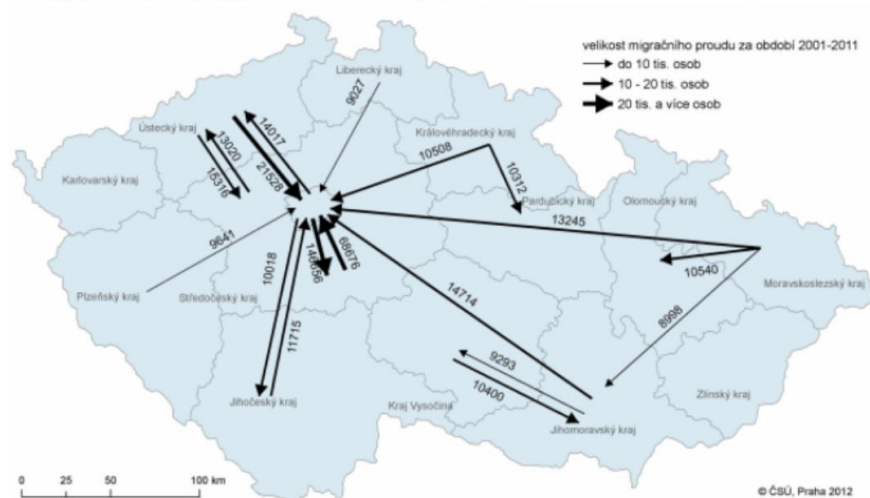 velikost migračního proudu za období 2001-2011
do 10 tis. osob
10 - 20 tis. osob
20 tis. a více osob
Liberecký kraj
9027
Ústecký kraj
14017
13020
Královéhradecký kraj
10508
21528
15316
10312
Karlovarský kraj
Pardubický kraj
Olomoucký kraj
13245
9641
10018
146656
68676
10540
Plzeňský kraj
Středočeský kraj
14714
Moravskoslezský kraj
11715
8998
9293
10400
Zlínský kraj
Jihočeský kraj
Kraj Vysočina
Jihomoravský kraj
0 25 50 100 km
© ČSÚ, Praha 2012